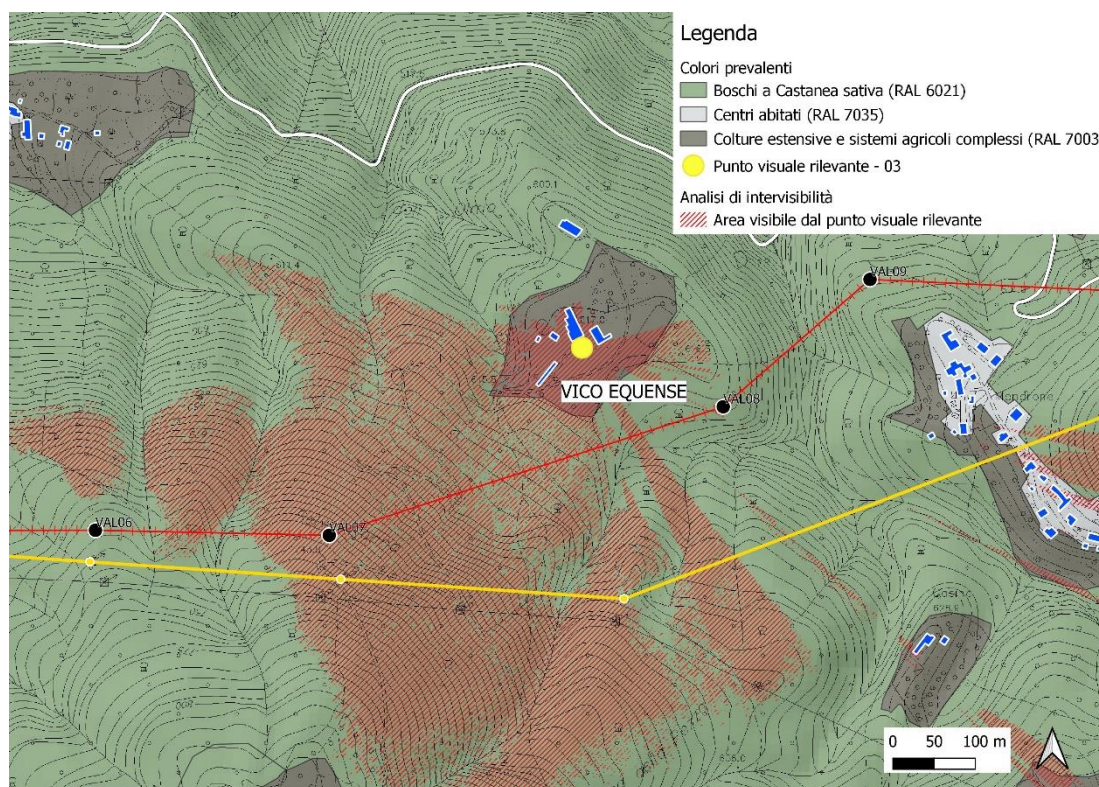 Legenda
Colori prevalenti
Boschi a Castanea sativa (RAL 6021)
Centri abitati (RAL 7035)
Colture estensive e sistemi agricoli complessi (RAL 7003
Punto visuale rilevante - 03
Analisi di intervisibilità
Area visibile dal punto visuale rilevante
VAL09
VICO EQUENSE
VAL08
VAL06
VAL07
0 50 100 m